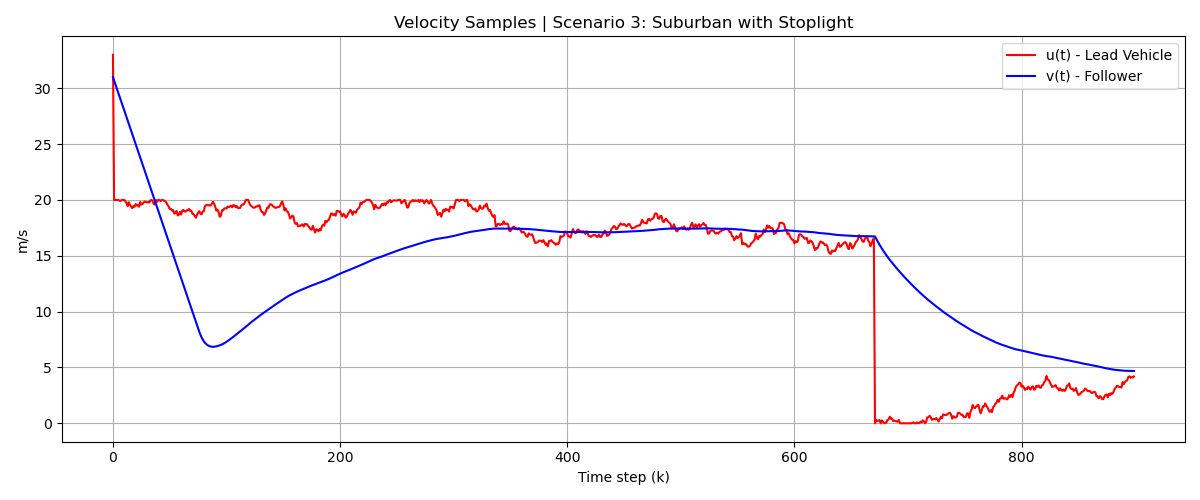 Velocity Samples | Scenario 3: Suburban with Stoplight
u(t) - Lead Vehicle
v(t) - Follower
m/s
30
25
20
15
10
5
0
0 200 400 600 800
Time step (k)